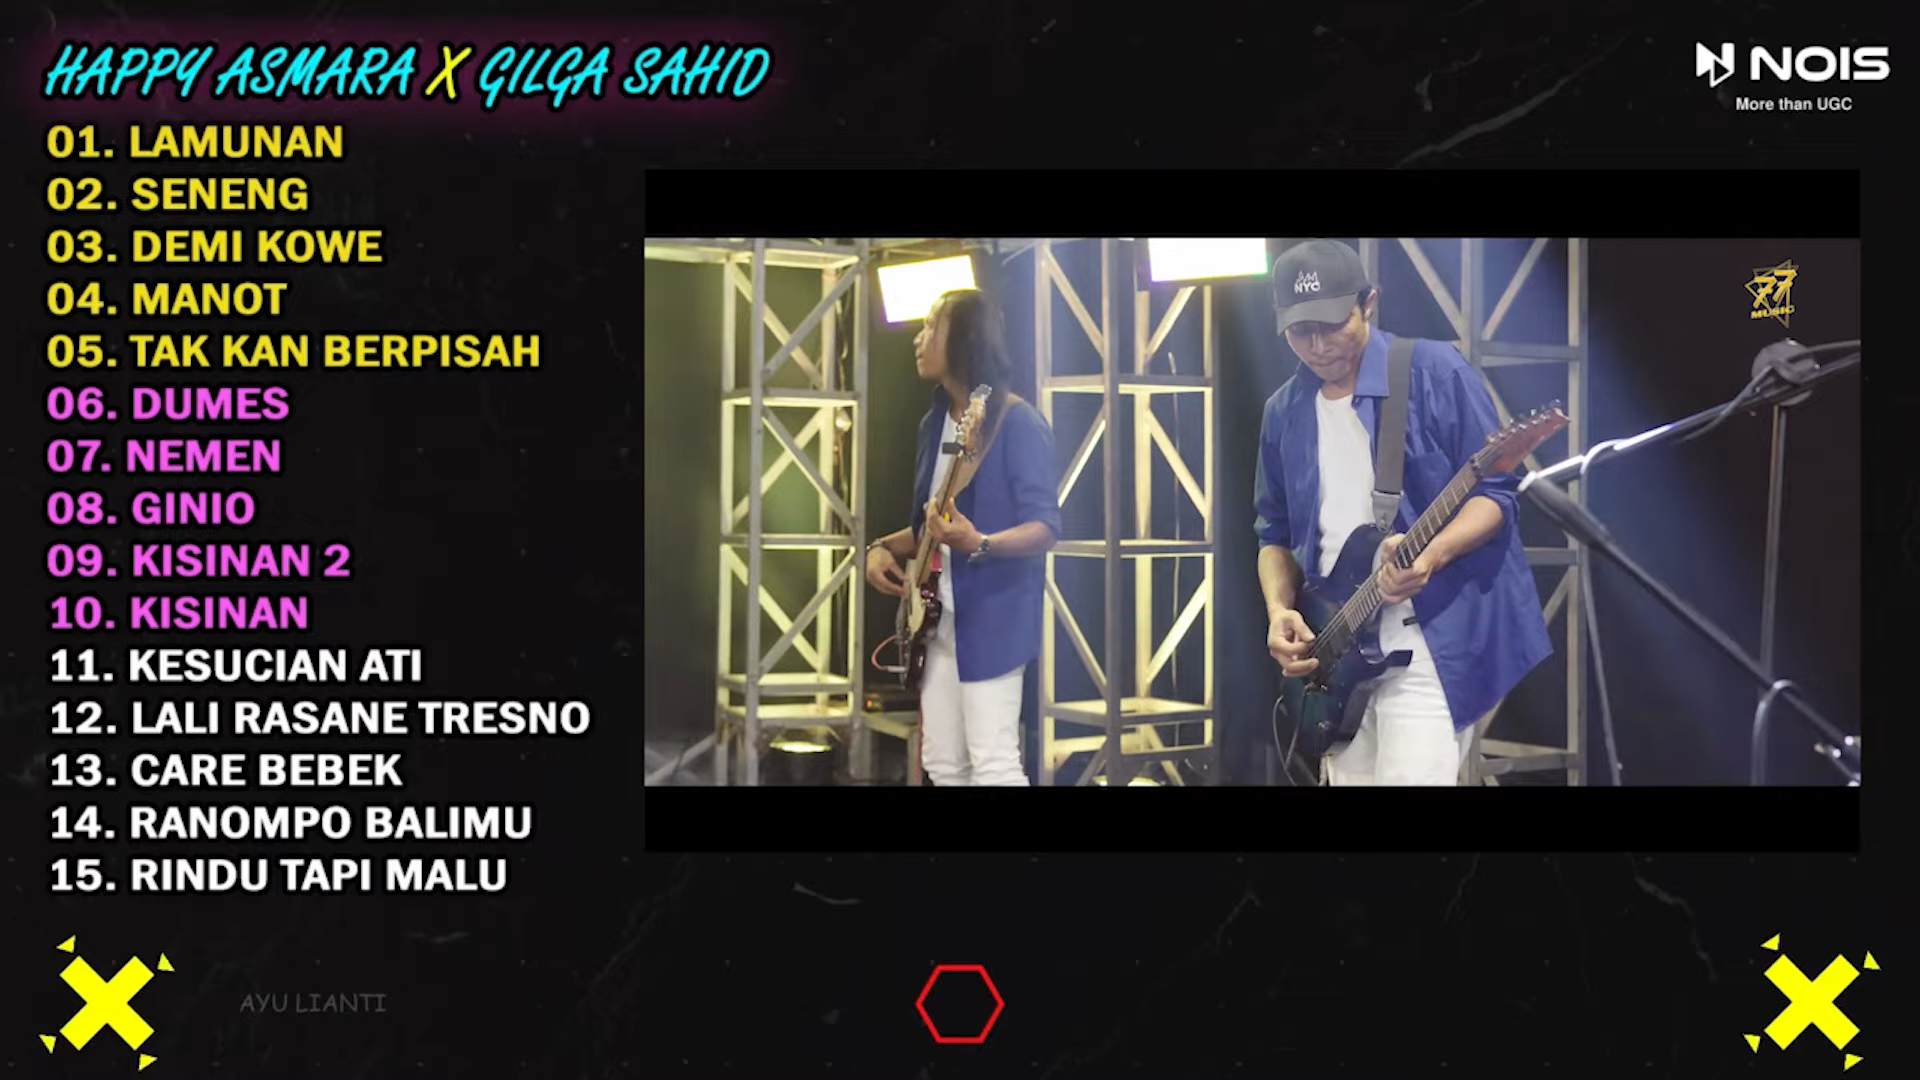 HAPPY ASMARA X GILGA SAHID
NOIS
More than UGC
01. LAMUNAN
02. SENENG
03. DEMI KOWE
04. MANOT
05. TAK KAN BERPISAH
06. DUMES
07. NEMEN
08. GINIO
09. KISINAN 2
10. KISINAN
11. KESUCIAN ATI
12. LALI RASANE TRESNO
13. CARE BEBEK
14. RANOMPO BALIMU
15. RINDU TAPI MALU
NYC
77
MUSIC
AYU LIANTI